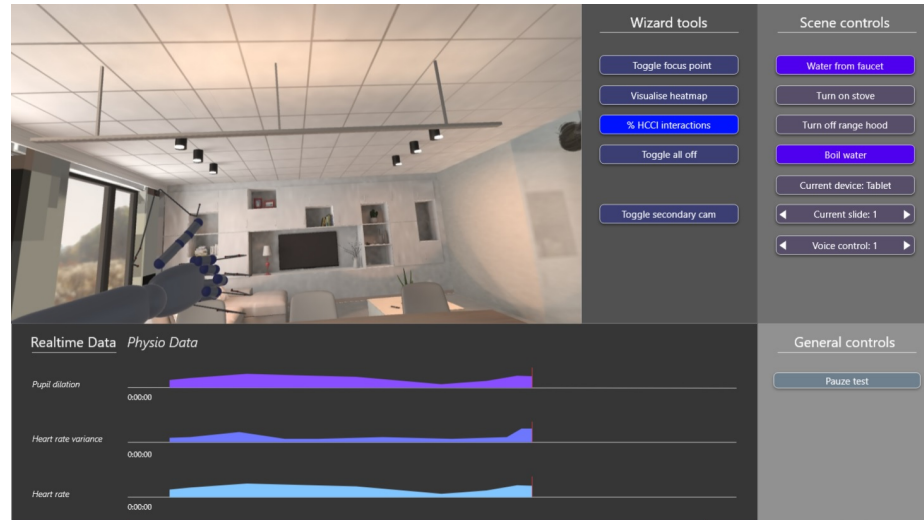 Wizard tools
Toggle focus point
Visualise heatmap
% HCCI interactions
Toggle all off
Toggle secondary cam
Scene controls
Water from faucet
Turn on stove
Turn off range hood
Boil water
Current device: Tablet
Current slide: 1
Voice control: 1
Realtime Data Physio Data
Pupil dilation
0:00:00
Heart rate variance
0:00:00
Heart rate
0:00:00
General controls
Pauze test